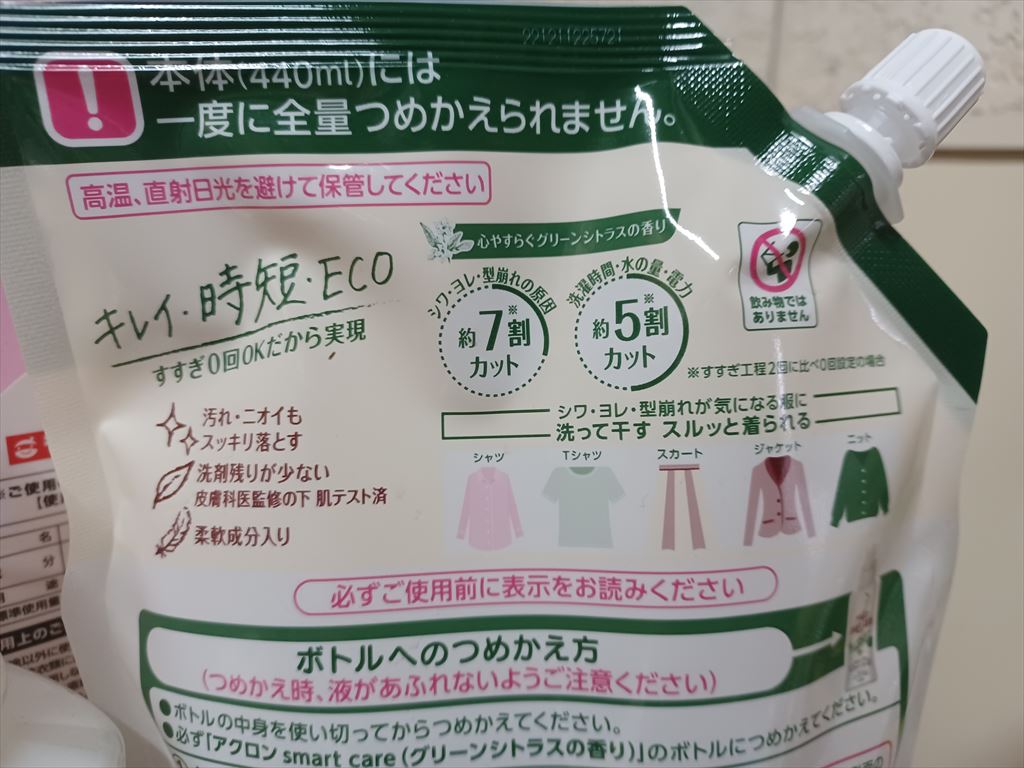 221211225721
本体(440ml)には
一度に全量つめかえられません。
高温、直射日光を避けて保管してください
心やすらぐグリーンシトラスの香り
キレイ・時短・ECO
すすぎ0回OKだから実現
シワ・ヨレ・型崩れの原因
約7割※
カット
洗濯時間・水の量・電力
約5割※
カット
飲み物では
ありません
※すすぎ工程2回に比べ0回設定の場合
汚れ・ニオイも
スッキリ落とす
洗剤残りが少ない
皮膚科医監修の下 肌テスト済
柔軟成分入り
シワ・ヨレ・型崩れが気になる服に
洗って干す スルッと着られる
シャツ
Tシャツ
スカート
ジャケット
ニット
必ずご使用前に表示をお読みください
ボトルへのつめかえ方
(つめかえ時、液があふれないようご注意ください)
●ボトルの中身を使い切ってからつめかえてください。
●必ず「アクロン smart care (グリーンシトラスの香り)」のボトルにつめかえてください。
※ご使用
名
分
途
標準使用量
用上のご